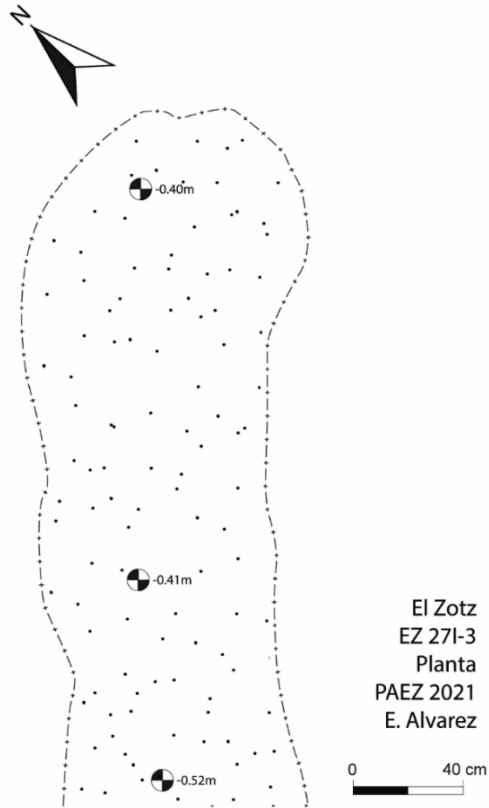 N
-0.40m
-0.41m
El Zotz
EZ 27I-3
Planta
PAEZ 2021
E. Alvarez
0 40 cm
-0.52m